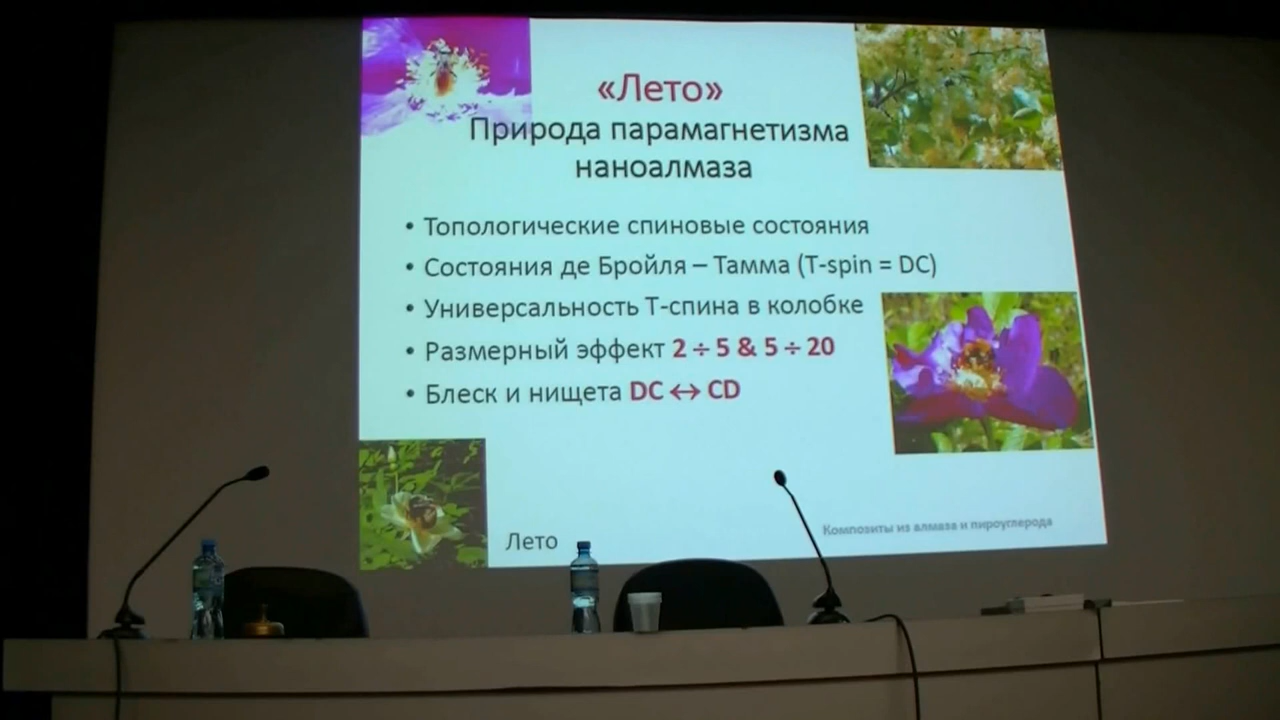 «Лето»
Природа парамагнетизма
наноалмаза
• Топологические спиновые состояния
• Состояния де Бройля – Тамма (T-spin = DC)
• Универсальность Т-спина в колобке
• Размерный эффект 2 ÷ 5 & 5 ÷ 20
• Блеск и нищета DC ↔ CD
Лето
Композиты из алмаза и пироуглерода